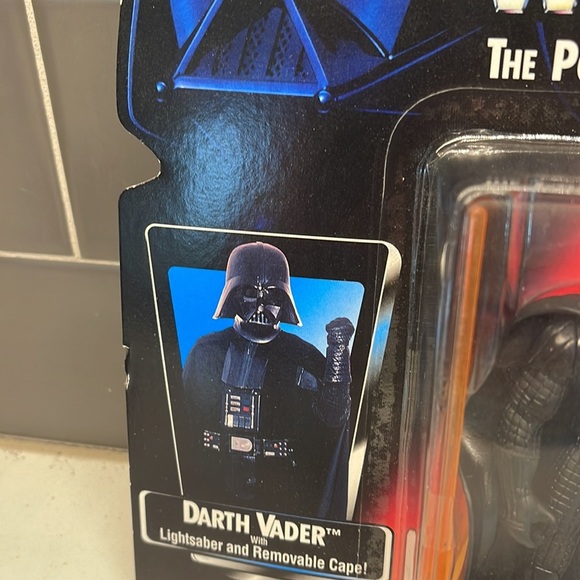 THE
DARTH VADER™
with
Lightsaber and Removable Cape!